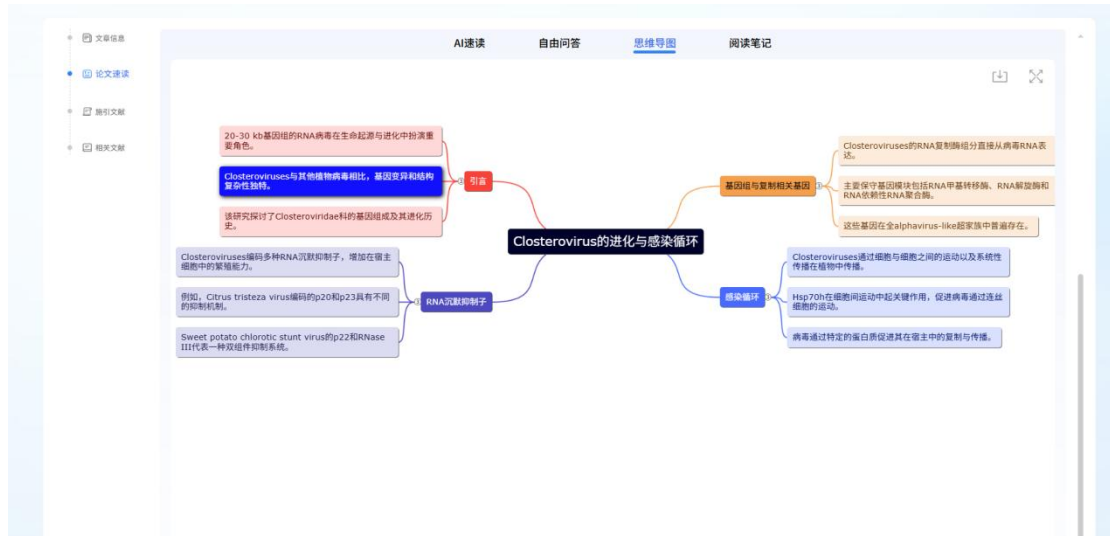 文章信息
论文速读
施引文献
相关文献
AI速读
自由问答
思维导图
阅读笔记
20-30 kb基因组的RNA病毒在生命起源与进化中扮演重
要角色。
Closteroviruses与其他植物病毒相比，基因变异和结构
复杂性独特。
该研究探讨了Closteroviridae科的基因组成及其进化历
史。
引言
Closteroviruses编码多种RNA沉默抑制子，增加在宿主
细胞中的繁殖能力。
例如，Citrus tristeza virus编码的p20和p23具有不同
的抑制机制。
Sweet potato chlorotic stunt virus的p22和RNase
III代表一种双组件抑制系统。
RNA沉默抑制子
Closterovirus的进化与感染循环
基因组与复制相关基因
Closteroviruses的RNA复制酶组分直接从病毒RNA表
达。
主要保守基因模块包括RNA甲基转移酶、RNA解旋酶和
RNA依赖性RNA聚合酶。
这些基因在全alphavirus-like超家族中普遍存在。
感染循环
Closteroviruses通过细胞与细胞之间的运动以及系统性
传播在植物中传播。
Hsp70h在细胞间运动中起关键作用，促进病毒通过连丝
细胞的运动。
病毒通过特定的蛋白质促进其在宿主中的复制与传播。